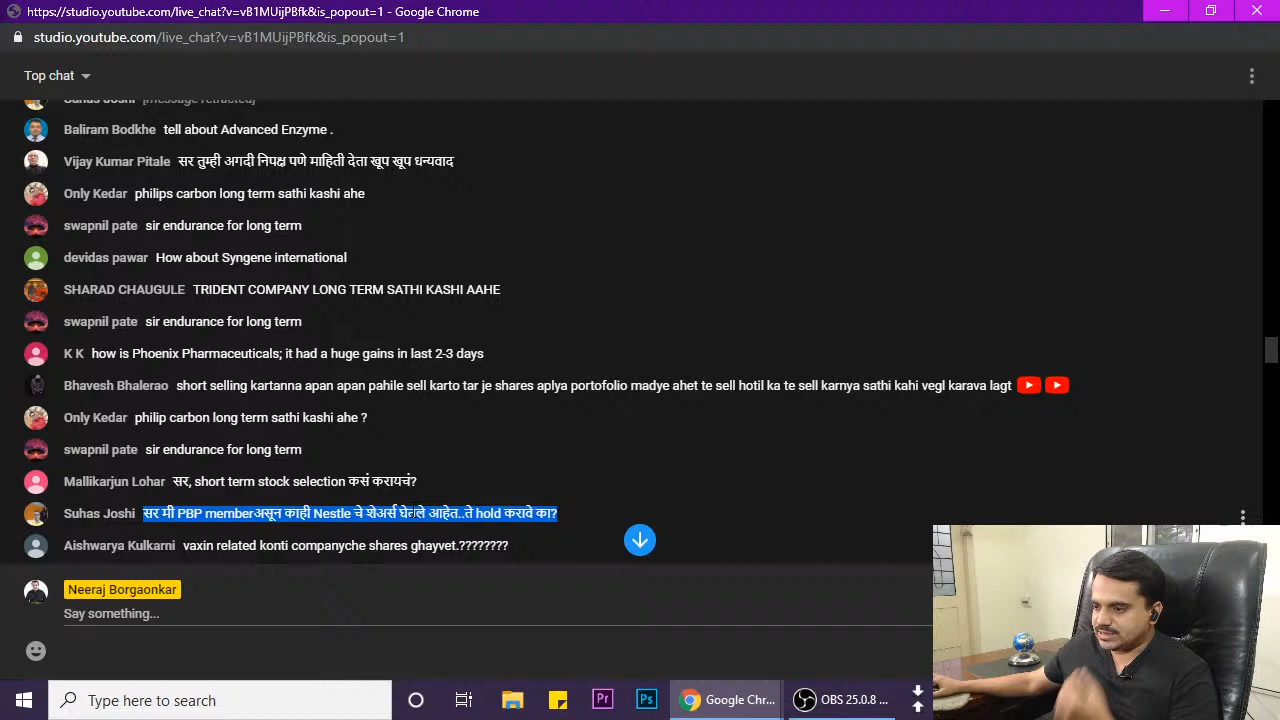 https://studio.youtube.com/live_chat?v=vB1MUijPBfk&is_popout=1 - Google Chrome
studio.youtube.com/live_chat?v=vB1MUijPBfk&is_popout=1
Top chat
Suhas Joshi [message retracted]
Baliram Bodkhe tell about Advanced Enzyme .
Vijay Kumar Pitale सर तुम्ही अगदी निपक्ष पणे माहिती देता खूप खूप धन्यवाद
Only Kedar philips carbon long term sathi kashi ahe
swapnil pate sir endurance for long term
devidas pawar How about Syngene international
SHARAD CHAUGULE TRIDENT COMPANY LONG TERM SATHI KASHI AAHE
swapnil pate sir endurance for long term
K K how is Phoenix Pharmaceuticals; it had a huge gains in last 2-3 days
Bhavesh Bhalerao short selling kartanna apan apan pahile sell karto tar je shares aplya portofolio madye ahet te sell hotil ka te sell karnya sathi kahi vegl karava lagt
Only Kedar philip carbon long term sathi kashi ahe ?
swapnil pate sir endurance for long term
Mallikarjun Lohar सर, short term stock selection कसं करायचं?
Suhas Joshi सर मी PBP memberअसून काही Nestle चे शेअर्स घेतले आहेत..ते hold करावे का?
Aishwarya Kulkarni vaxin related konti companyche shares ghayvet.????????
Neeraj Borgaonkar
Say something...
Type here to search
Pr
Ps
Google Chr...
OBS 25.0.8 ...